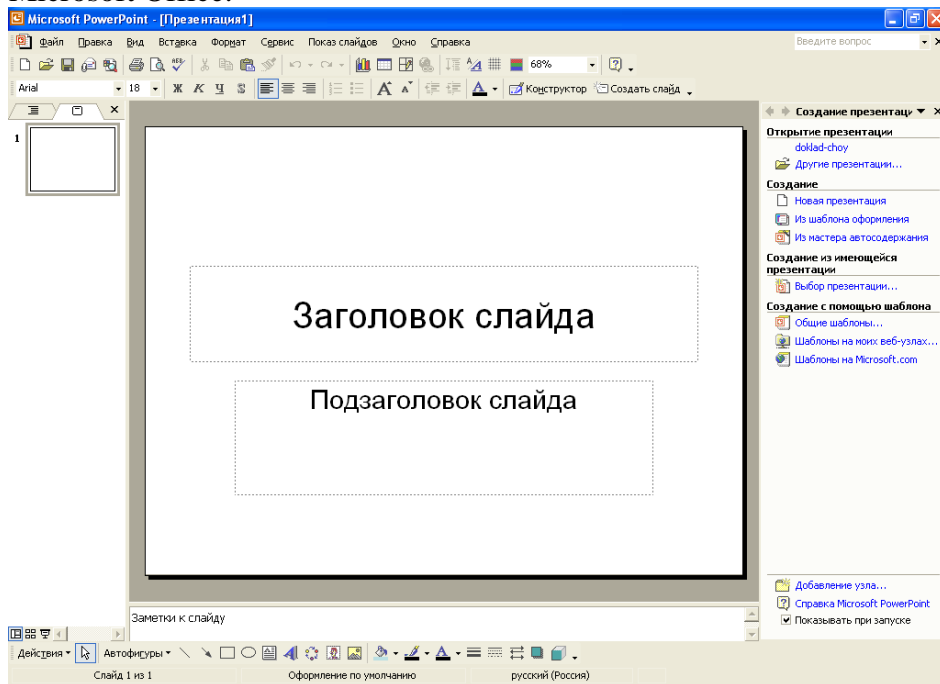 Microsoft Office.
Microsoft PowerPoint - [Презентация1]
Файл Правка Вид Вставка Формат Сервис Показ слайдов Окно Справка
Введите вопрос
68%
Arial 18 Ж К Ч S Конструктор Создать слайд
Создание презентаци
1
Открытие презентации
doklad-choy
Другие презентации...
Создание
Новая презентация
Из шаблона оформления
Из мастера автосодержания
Создание из имеющейся
презентации
Выбор презентации...
Создание с помощью шаблона
Общие шаблоны...
Шаблоны на моих веб-узлах...
Шаблоны на Microsoft.com
Заголовок слайда
Подзаголовок слайда
Добавление узла...
Справка Microsoft PowerPoint
Показывать при запуске
Заметки к слайду
Действия Автофигуры
Слайд 1 из 1 Оформление по умолчанию русский (Россия)